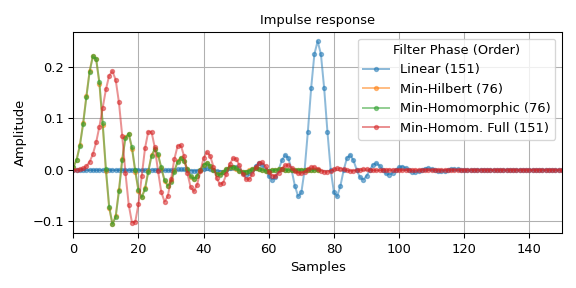 Impulse response
Amplitude
0.2
0.1
0.0
−0.1
0 20 40 60 80 100 120 140
Samples
Filter Phase (Order)
Linear (151)
Min-Hilbert (76)
Min-Homomorphic (76)
Min-Homom. Full (151)